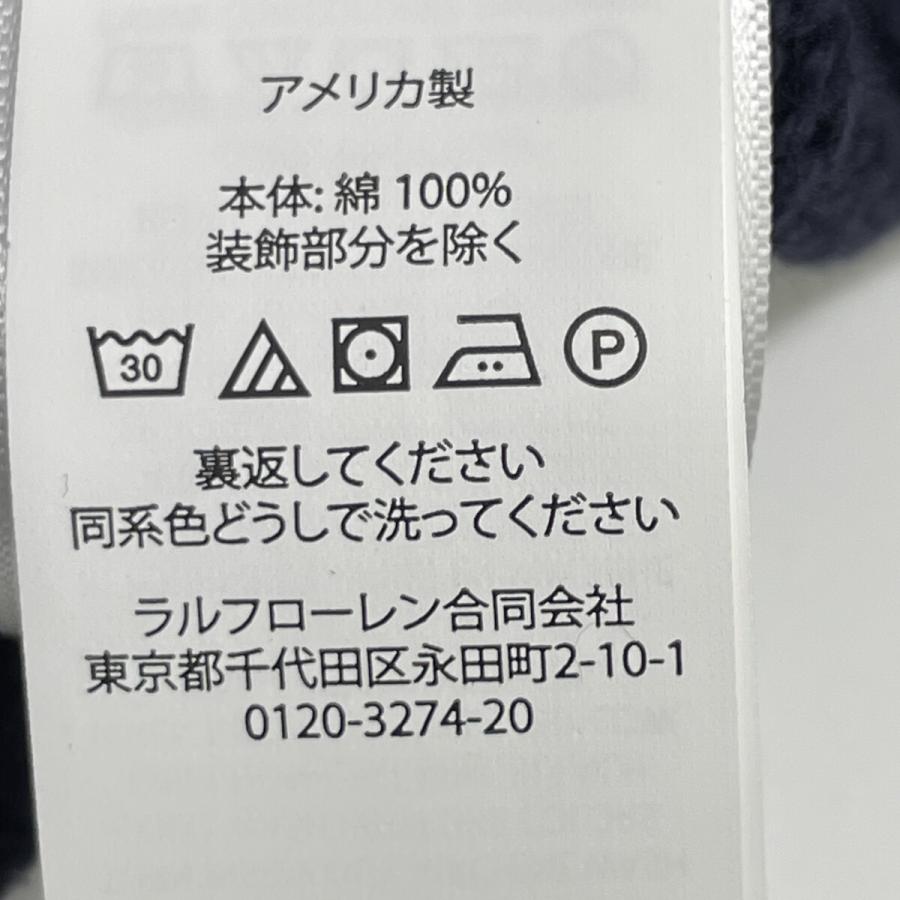 アメリカ製
本体: 綿 100%
装飾部分を除く
30
P
裏返してください
同系色どうしで洗ってください
ラルフローレン合同会社
東京都千代田区永田町2-10-1
0120-3274-20